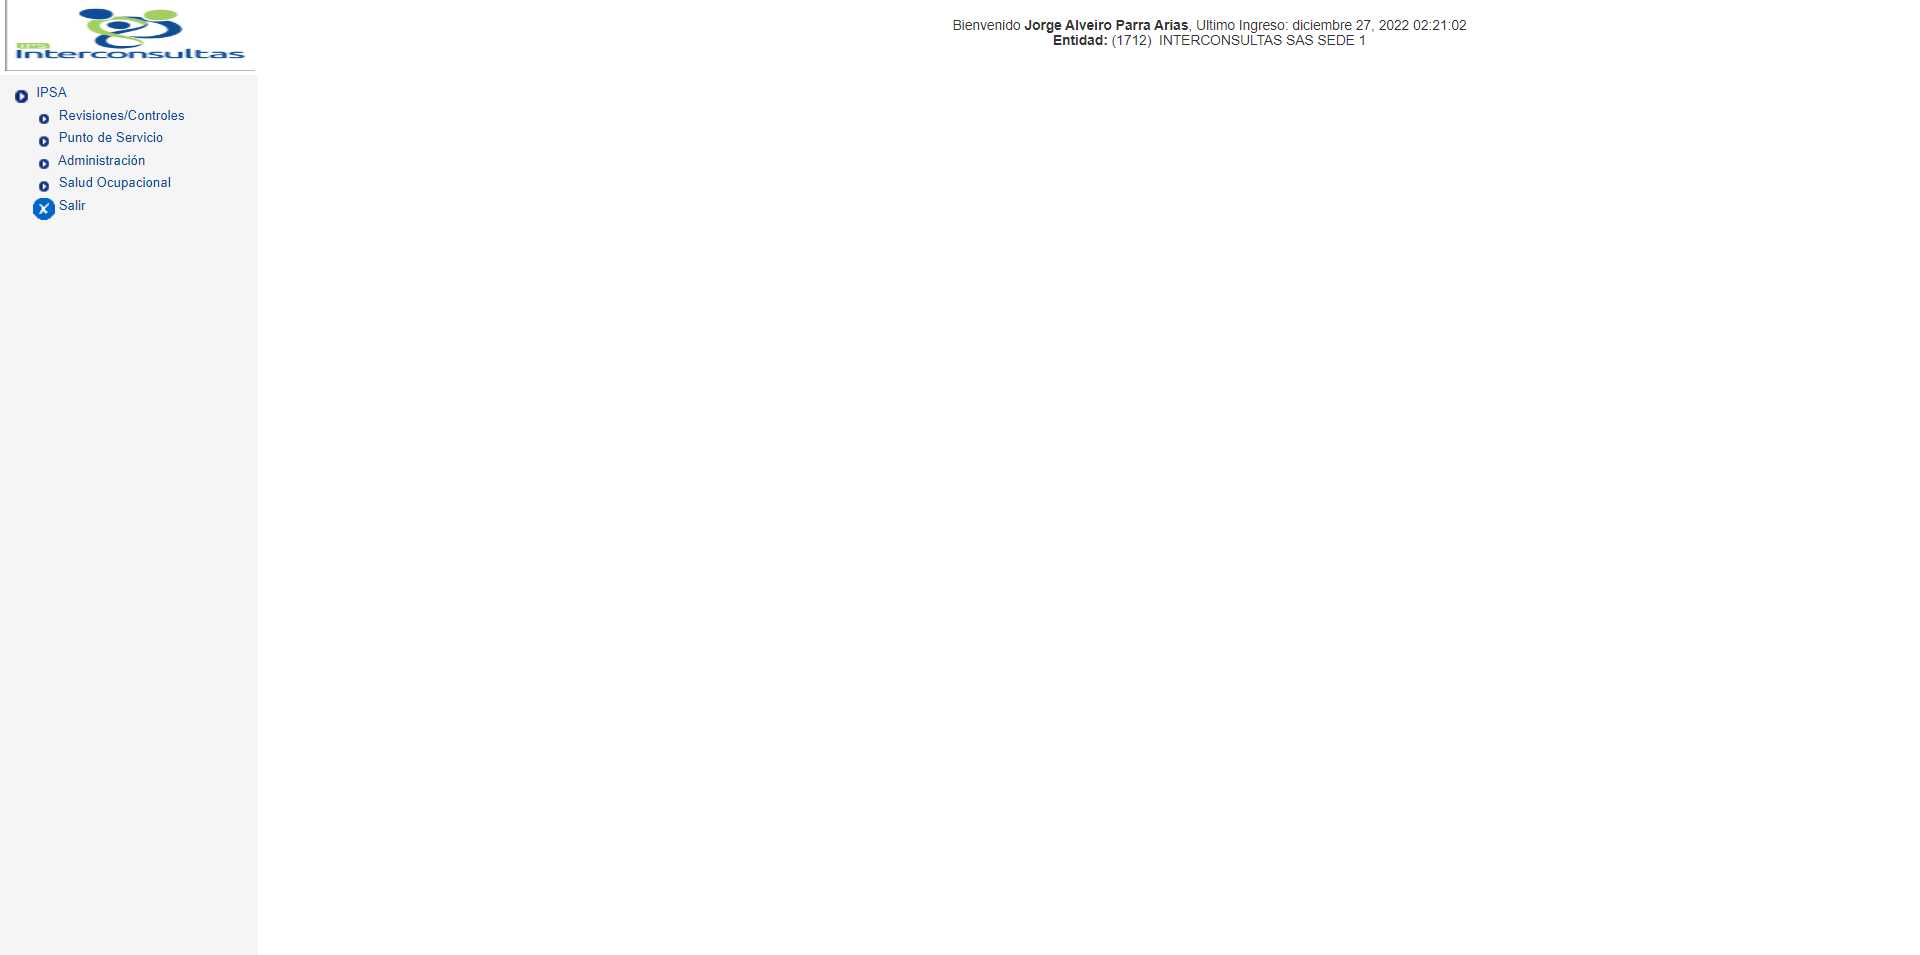 IPS
Interconsultas
Bienvenido Jorge Alveiro Parra Arias, Ultimo Ingreso: diciembre 27, 2022 02:21:02
Entidad: (1712) INTERCONSULTAS SAS SEDE 1
IPSA
Revisiones/Controles
Punto de Servicio
Administración
Salud Ocupacional
Salir